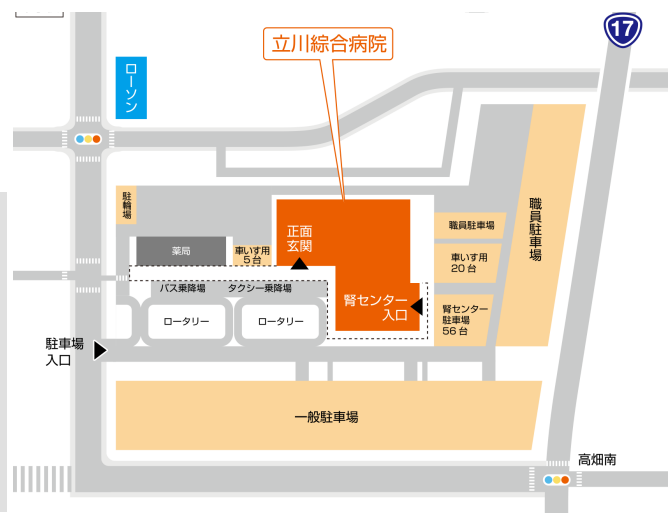 17
立川綜合病院
ローソン
駐輪場
職員駐車場
正面
玄関
職員駐車場
薬局
車いす用
5台
車いす用
20台
バス乗降場
タクシー乗降場
腎センター
入口
腎センター
駐車場
56台
ロータリー
ロータリー
駐車場
入口
一般駐車場
高畑南